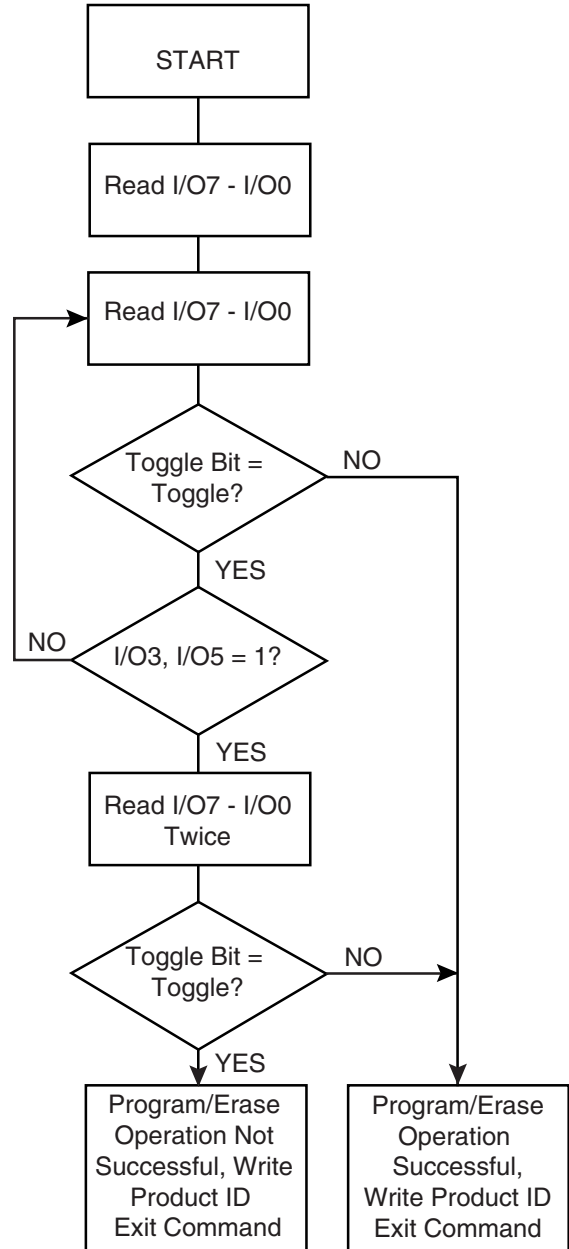 START
Read I/O7 - I/O0
Read I/O7 - I/O0
Toggle Bit =
Toggle?
NO
YES
NO
I/O3, I/O5 = 1?
YES
Read I/O7 - I/O0
Twice
Toggle Bit =
Toggle?
NO
YES
Program/Erase
Operation Not
Successful, Write
Product ID
Exit Command
Program/Erase
Operation
Successful,
Write Product ID
Exit Command